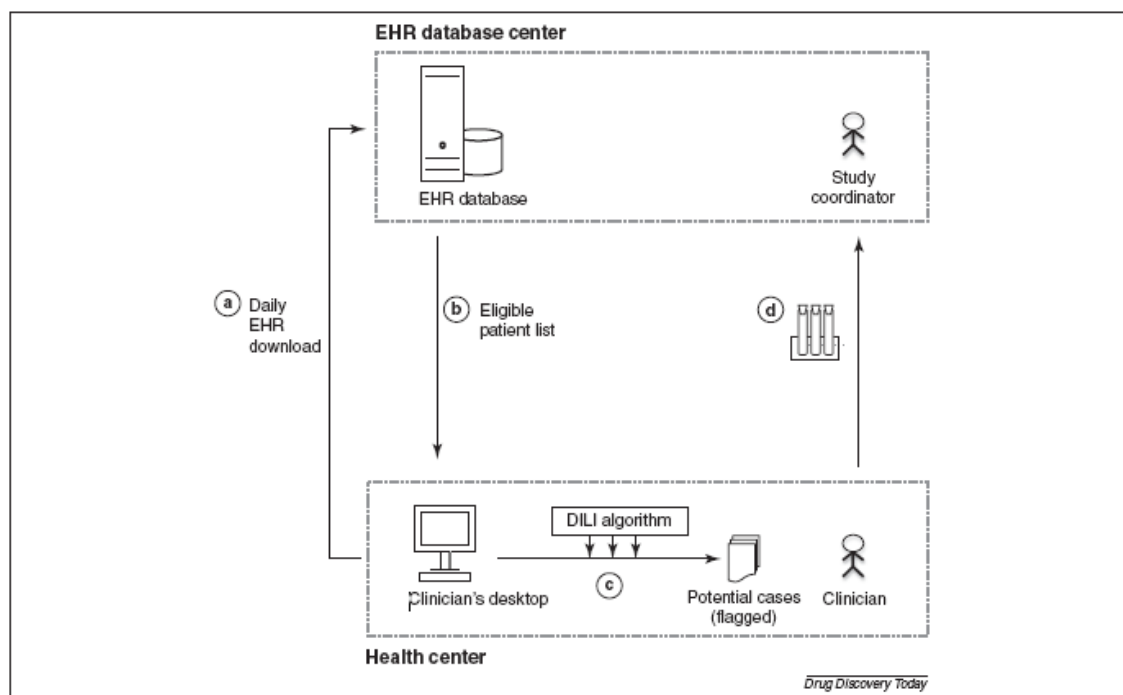 EHR database center
EHR database
Study
coordinator
a Daily
EHR
download
b Eligible
patient list
d
DILI algorithm
c
Clinician's desktop
Potential cases
(flagged)
Clinician
Health center
Drug Discovery Today